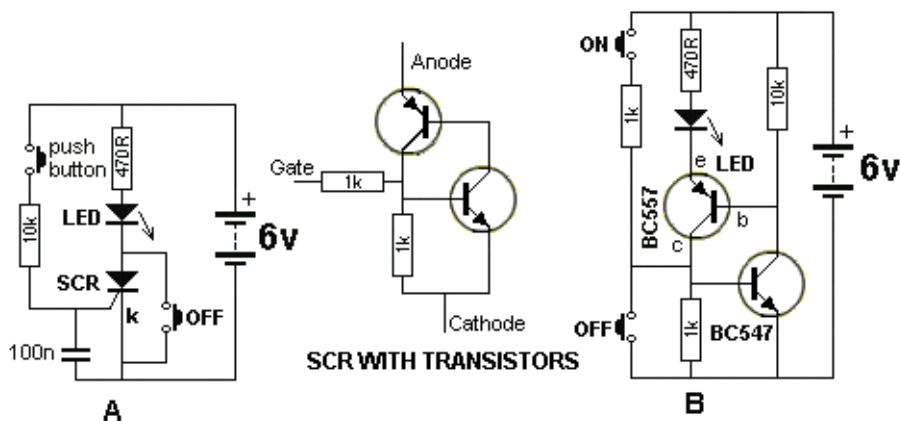 push
button
470R
LED
10k
SCR
k
OFF
100n
+
6v
A
Anode
Gate
1k
1k
Cathode
SCR WITH TRANSISTORS
ON
470R
10k
1k
LED
e
BC557
b
c
+
6v
OFF
1k
BC547
B